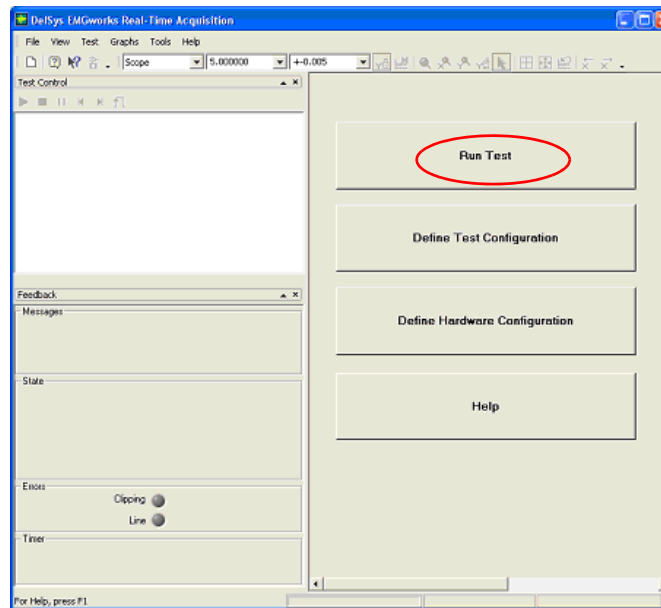 DelSys EMGworks Real-Time Acquisition
File View Test Graphs Tools Help
Scope 5.000000 +-0.005
Test Control
Run Test
Define Test Configuration
Feedback
Messages
Define Hardware Configuration
State
Help
Errors
Clipping
Line
Timer
For Help, press F1